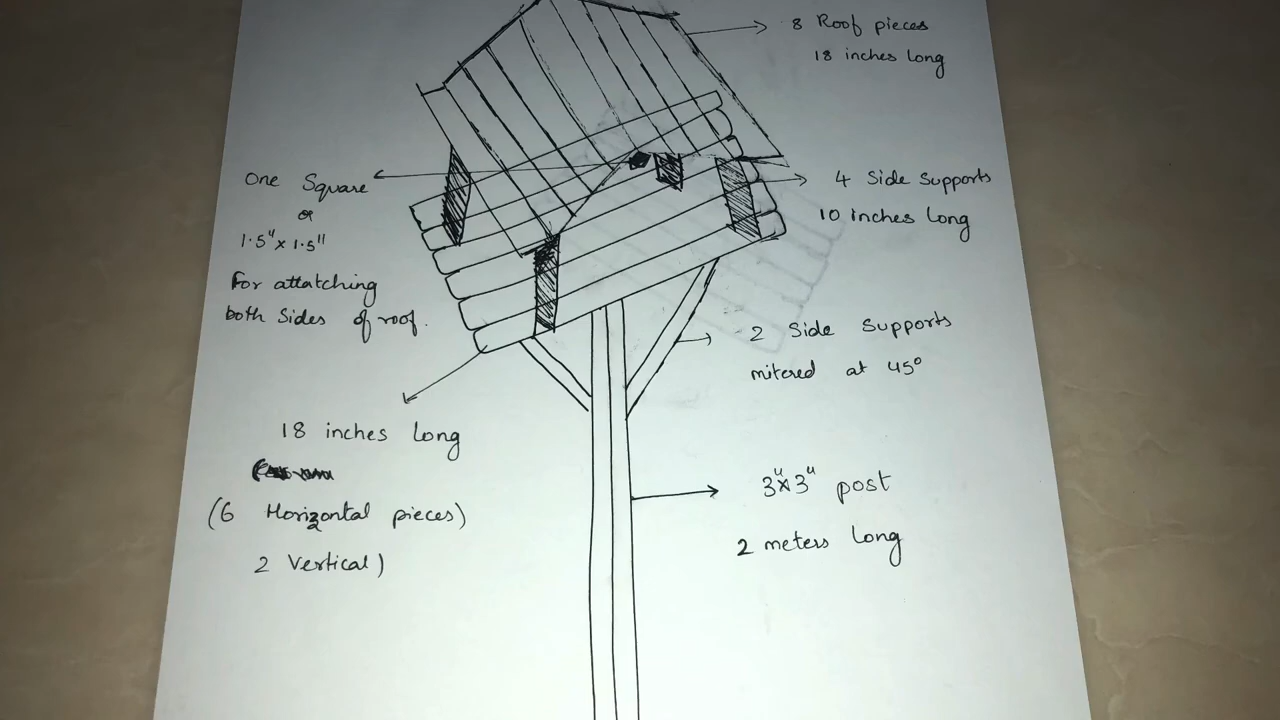 8 Roof pieces
18 inches long
One Square
of
1.5" x 1.5"
For attatching
both Sides of roof.
4 Side Supports
10 inches long
2 Side Supports
mitered at 45°
18 inches long
(6 Horizontal pieces)
2 Vertical)
3"x3" post
2 meters long